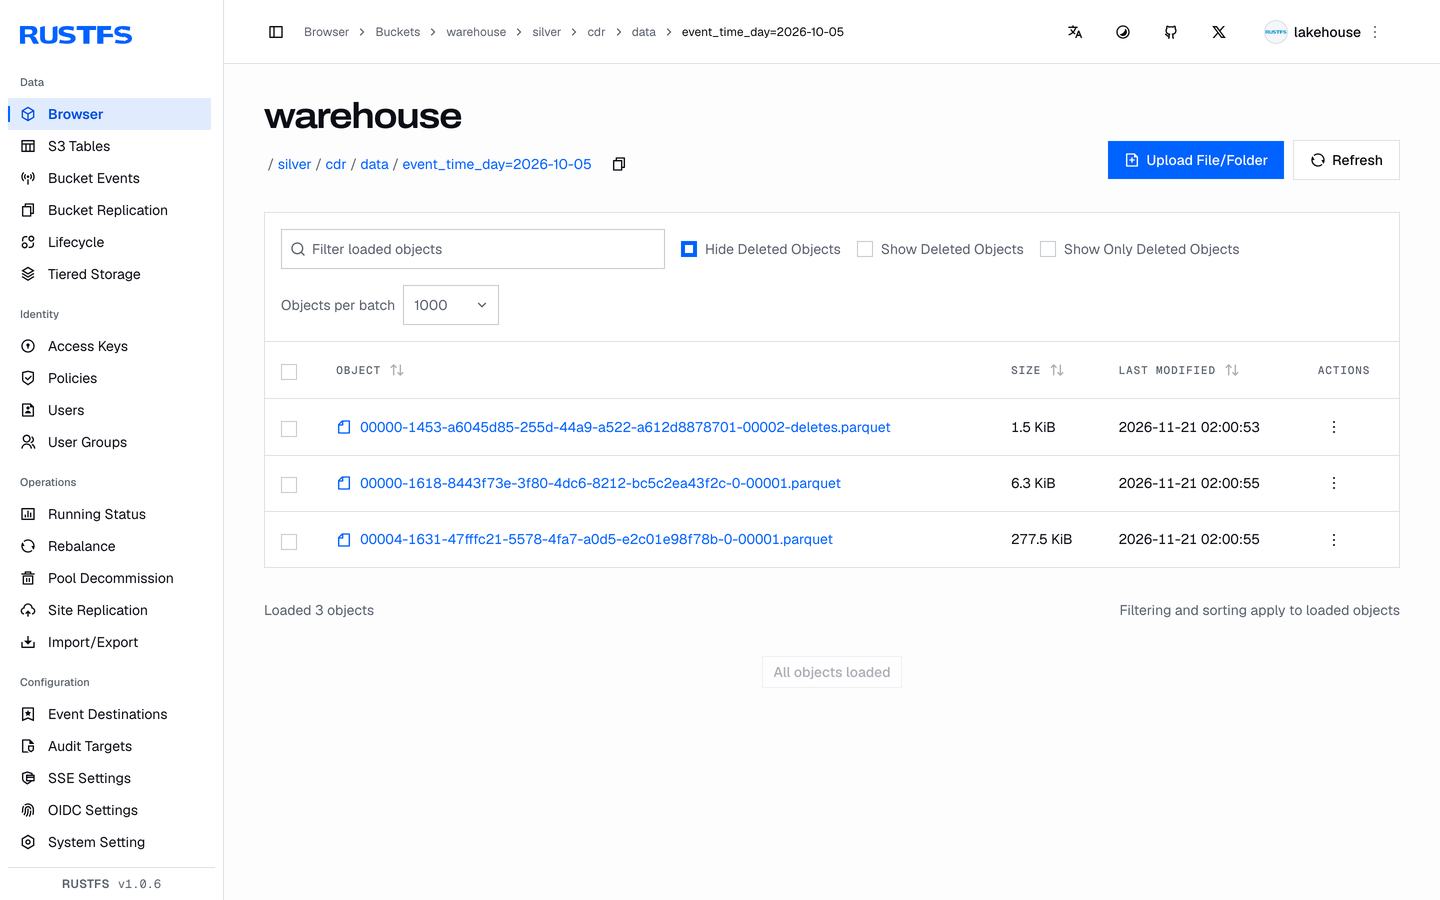 RUSTFS
Data
Browser
S3 Tables
Bucket Events
Bucket Replication
Lifecycle
Tiered Storage
Identity
Access Keys
Policies
Users
User Groups
Operations
Running Status
Rebalance
Pool Decommission
Site Replication
Import/Export
Configuration
Event Destinations
Audit Targets
SSE Settings
OIDC Settings
System Setting
RUSTFS v1.0.6
Browser > Buckets > warehouse > silver > cdr > data > event_time_day=2026-10-05
RUSTFS lakehouse
warehouse
/ silver / cdr / data / event_time_day=2026-10-05
Upload File/Folder
Refresh
Filter loaded objects
Hide Deleted Objects
Show Deleted Objects
Show Only Deleted Objects
Objects per batch 1000
OBJECT SIZE LAST MODIFIED ACTIONS
00000-1453-a6045d85-255d-44a9-a522-a612d8878701-00002-deletes.parquet 1.5 KiB 2026-11-21 02:00:53
00000-1618-8443f73e-3f80-4dc6-8212-bc5c2ea43f2c-0-00001.parquet 6.3 KiB 2026-11-21 02:00:55
00004-1631-47fffc21-5578-4fa7-a0d5-e2c01e98f78b-0-00001.parquet 277.5 KiB 2026-11-21 02:00:55
Loaded 3 objects
Filtering and sorting apply to loaded objects
All objects loaded